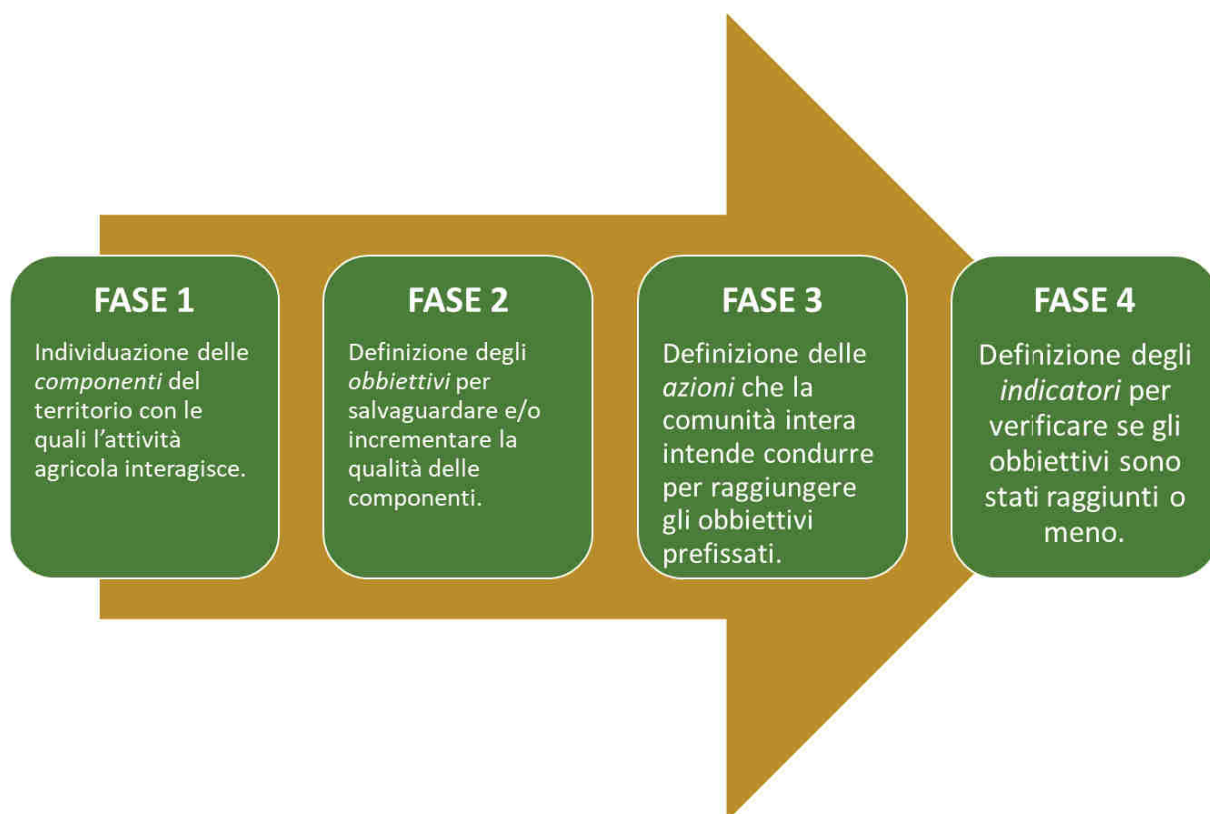 FASE 1
Individuazione delle
componenti del
territorio con le
quali l’attività
agricola interagisce.
FASE 2
Definizione degli
obbiettivi per
salvaguardare e/o
incrementare la
qualità delle
componenti.
FASE 3
Definizione delle
azioni che la
comunità intera
intende condurre
per raggiungere
gli obbiettivi
prefissati.
FASE 4
Definizione degli
indicatori per
verificare se gli
obbiettivi sono
stati raggiunti o
meno.